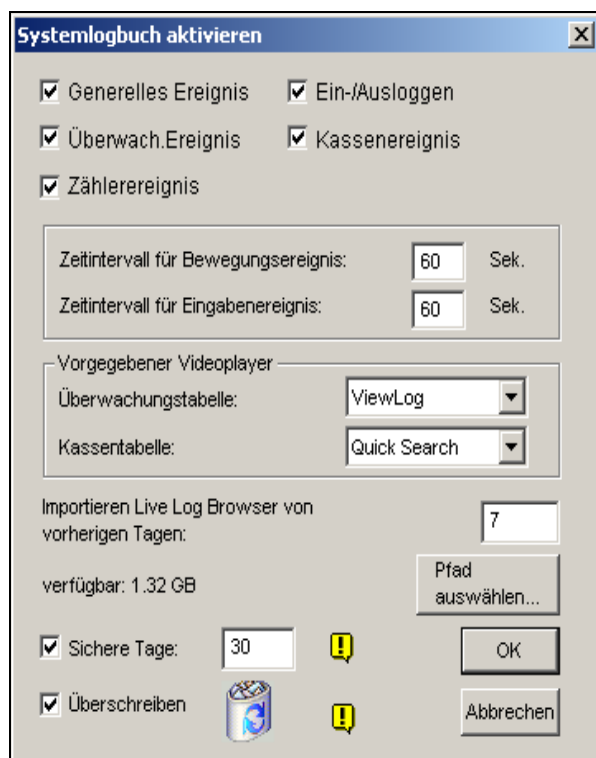 Systemlogbuch aktivieren
Generelles Ereignis Ein-/Ausloggen
Überwach.Ereignis Kassenereignis
Zählerereignis
Zeitintervall für Bewegungsereignis: 60 Sek.
Zeitintervall für Eingabenereignis: 60 Sek.
Vorgegebener Videoplayer
Überwachungstabelle: ViewLog
Kassentabelle: Quick Search
Importieren Live Log Browser von
vorherigen Tagen: 7
verfügbar: 1.32 GB
Pfad
auswählen...
Sichere Tage: 30 ! OK
Überschreiben ! Abbrechen